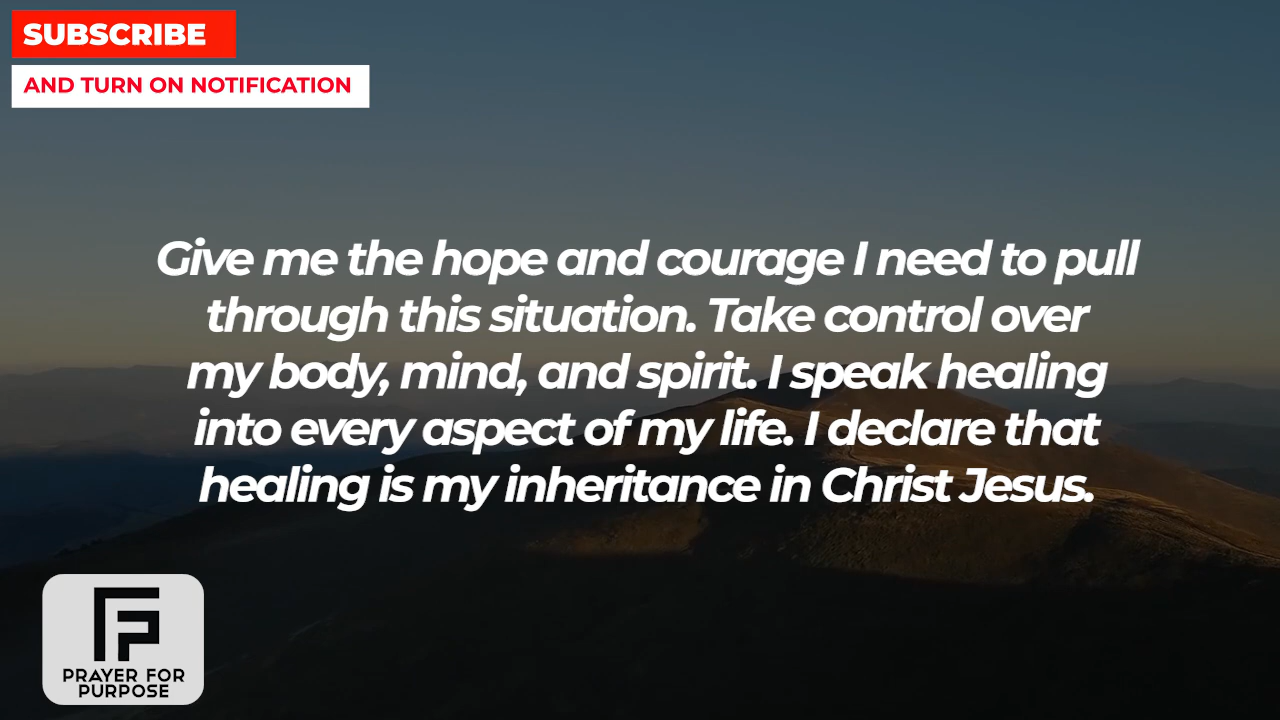 SUBSCRIBE
AND TURN ON NOTIFICATION
Give me the hope and courage I need to pull
through this situation. Take control over
my body, mind, and spirit. I speak healing
into every aspect of my life. I declare that
healing is my inheritance in Christ Jesus.
PRAYER FOR
PURPOSE